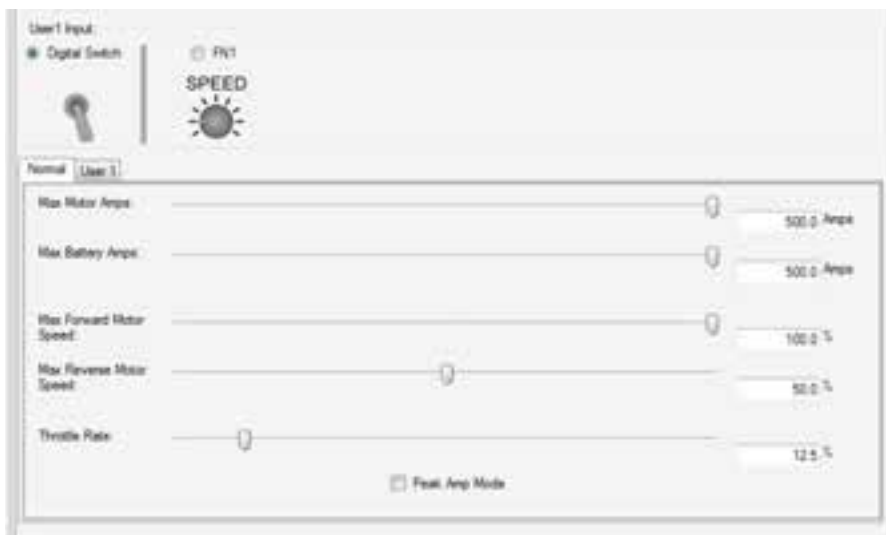 User1 Input:
Digital Switch
FN1
SPEED
Normal
User 1
Max Motor Amps:
500.0 Amps
Max Battery Amps:
500.0 Amps
Max Forward Motor
Speed:
100.0 %
Max Reverse Motor
Speed:
50.0 %
Throttle Rate:
12.5 %
Peak Amp Mode